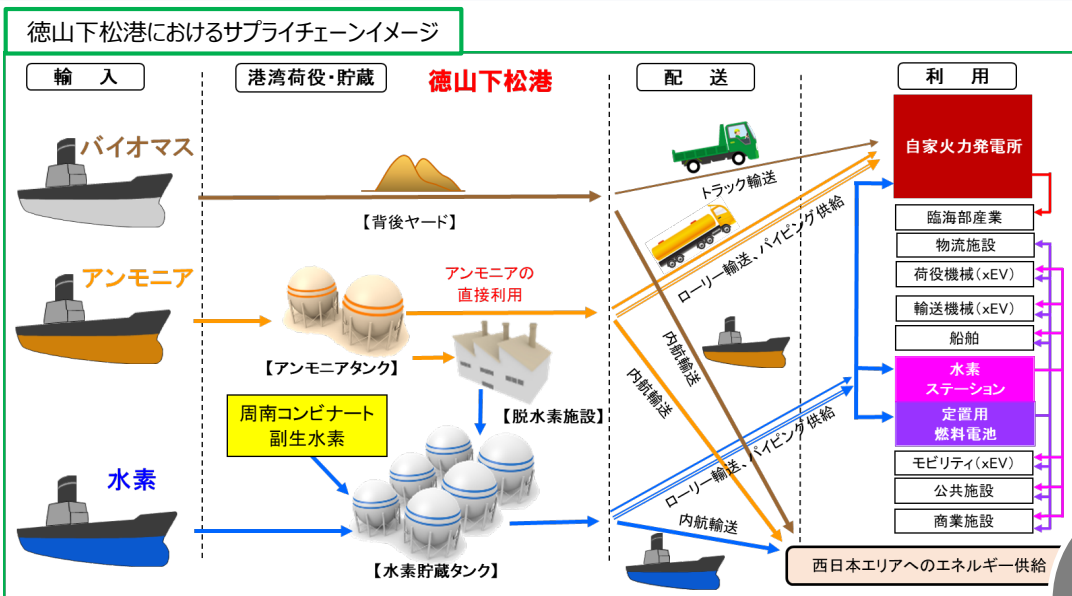 徳山下松港におけるサプライチェーンイメージ
輸 入
港湾荷役・貯蔵
徳山下松港
配 送
利 用
バイオマス
【背後ヤード】
トラック輸送
自家火力発電所
臨海部産業
アンモニア
アンモニアの
直接利用
【アンモニアタンク】
【脱水素施設】
ローリー輸送、パイピング供給
内航輸送
内航輸送
物流施設
荷役機械(xEV)
輸送機械(xEV)
船舶
水素
ステーション
定置用
燃料電池
周南コンビナート
副生水素
水素
【水素貯蔵タンク】
ローリー輸送、パイピング供給
内航輸送
モビリティ(xEV)
公共施設
商業施設
西日本エリアへのエネルギー供給